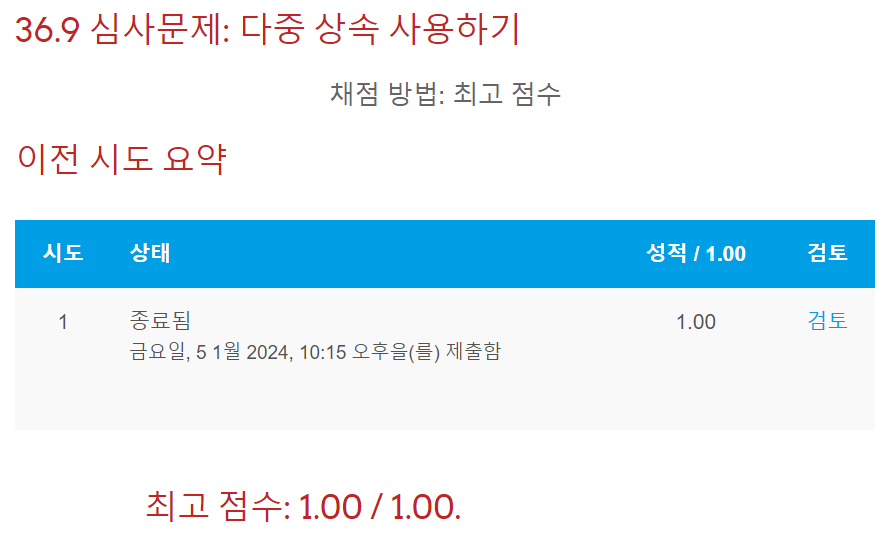 36.9 심사문제: 다중 상속 사용하기
채점 방법: 최고 점수
이전 시도 요약
시도 상태 성적 / 1.00 검토
1 종료됨 1.00 검토
금요일, 5 1월 2024, 10:15 오후을(를) 제출함
최고 점수: 1.00 / 1.00.